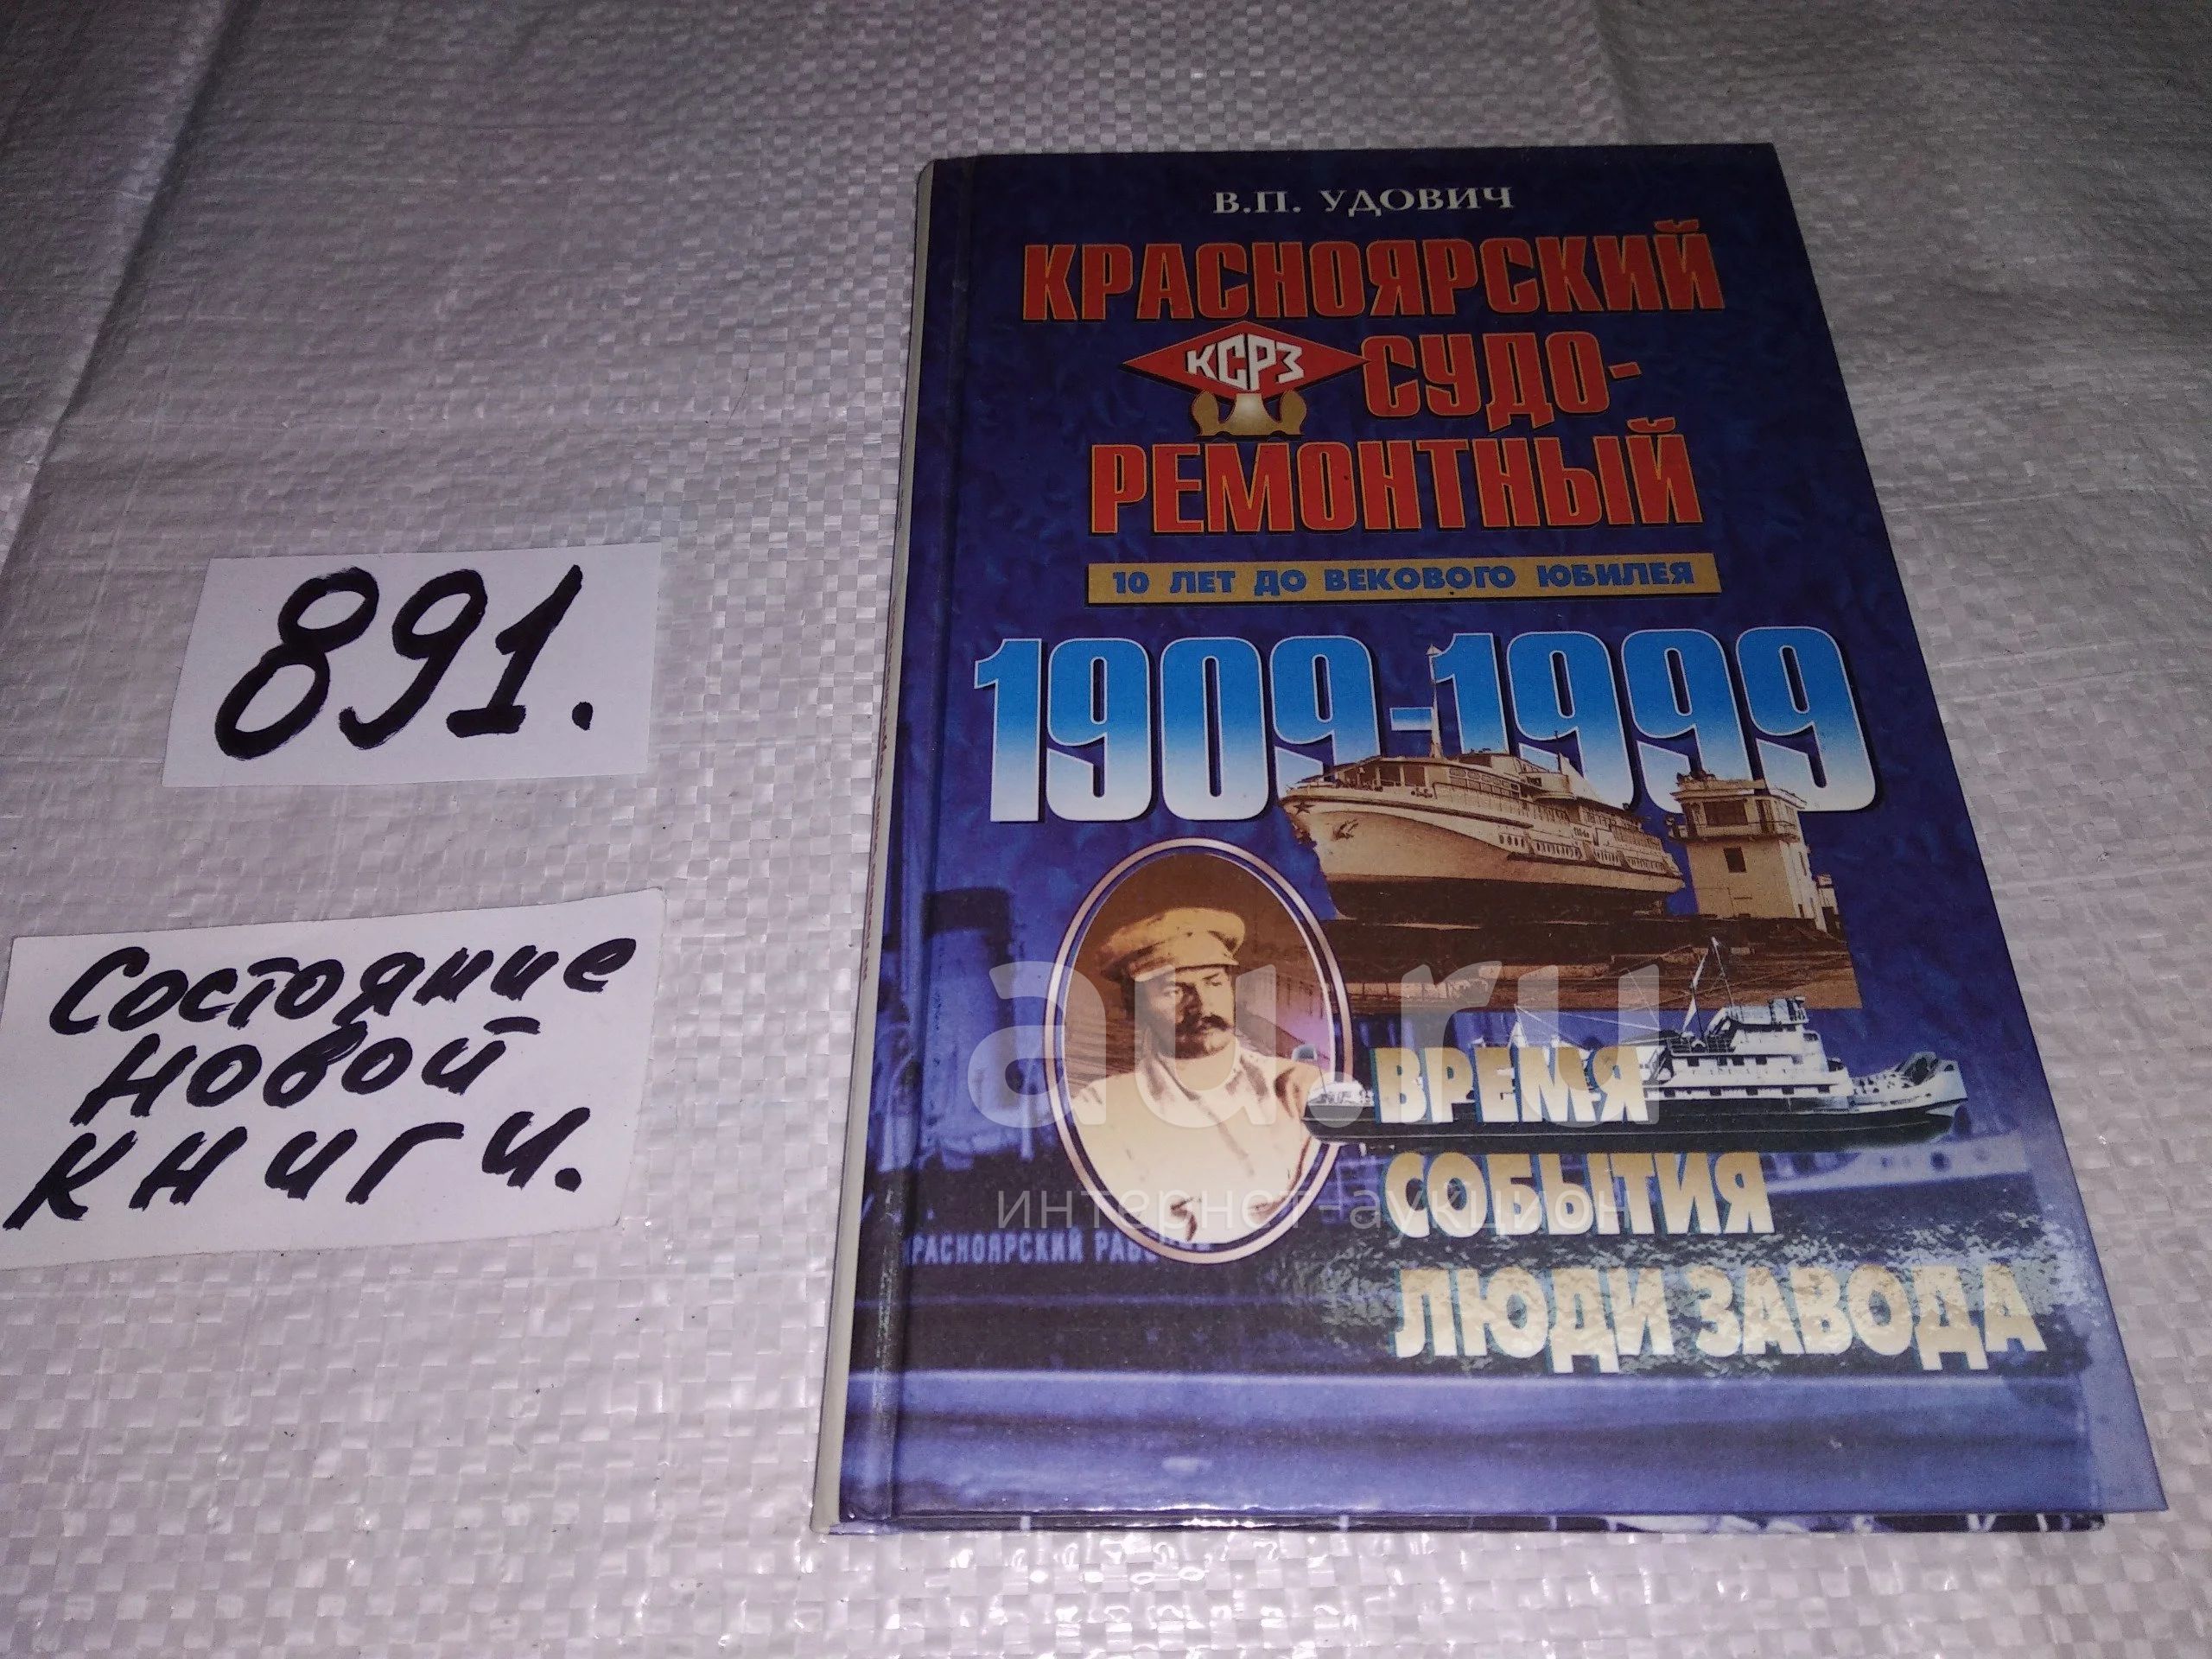 891.
Состояние
новой
книги.
В.П. УДОВИЧ
КРАСНОЯРСКИЙ
КСРЗ СУДО-
РЕМОНТНЫЙ
10 ЛЕТ ДО ВЕКОВОГО ЮБИЛЕЯ
1909-1999
au.ru
ВРЕМЯ
СОБЫТИЯ
интернет-аукцион
КРАСНОЯРСКИЙ
ЛЮДИ ЗАВОДА